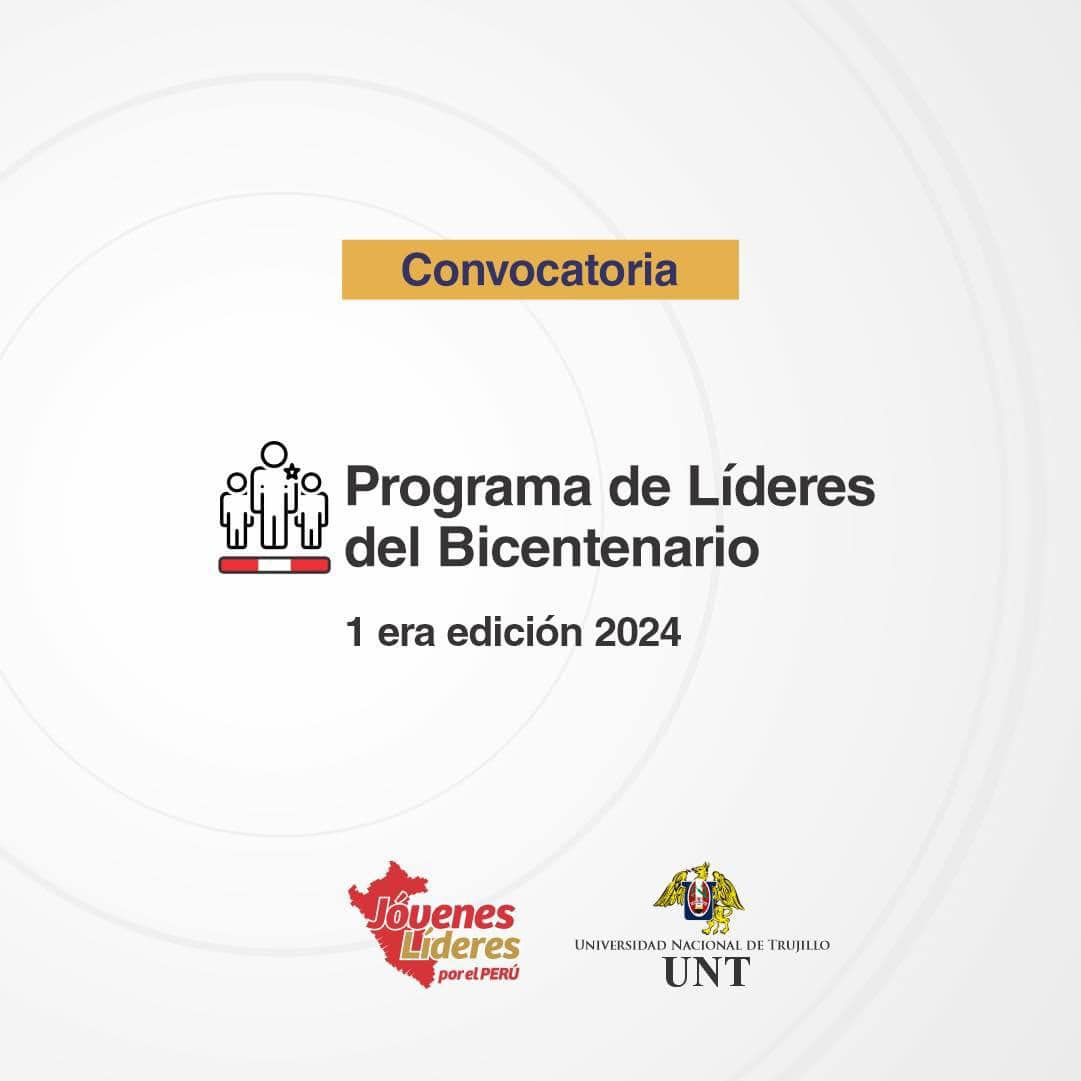 Convocatoria
Programa de Líderes
del Bicentenario
1 era edición 2024
Jóvenes
Líderes
por el PERÚ
UNIVERSIDAD NACIONAL DE TRUJILLO
UNT